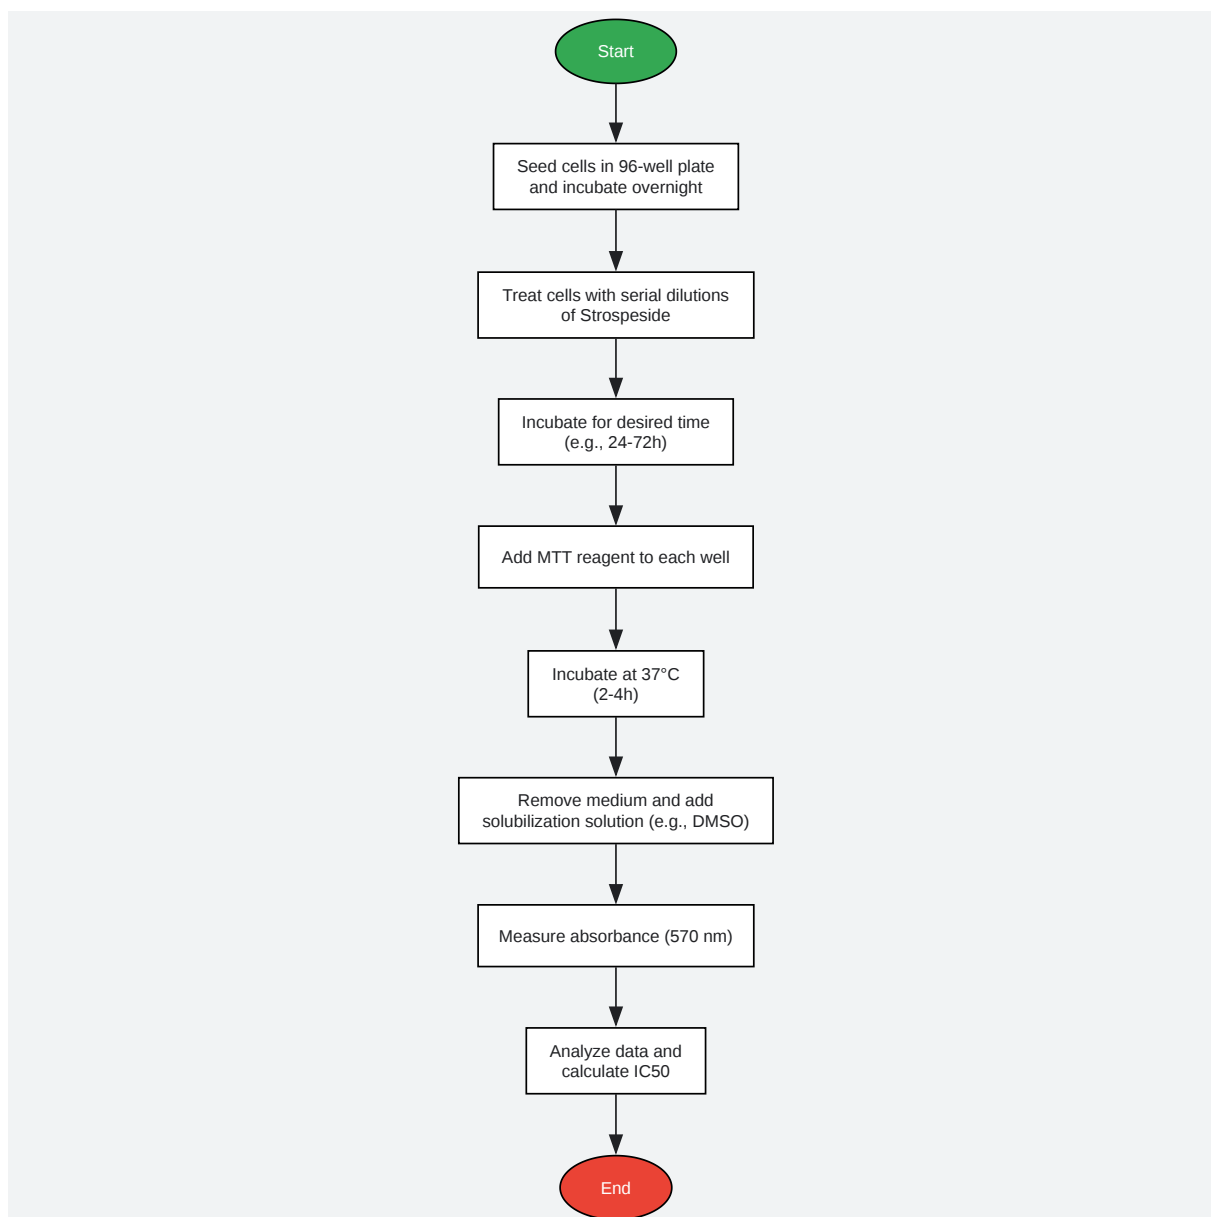 Start
Seed cells in 96-well plate
and incubate overnight
Treat cells with serial dilutions
of Strospeside
Incubate for desired time
(e.g., 24-72h)
Add MTT reagent to each well
Incubate at 37°C
(2-4h)
Remove medium and add
solubilization solution (e.g., DMSO)
Measure absorbance (570 nm)
Analyze data and
calculate IC50
End